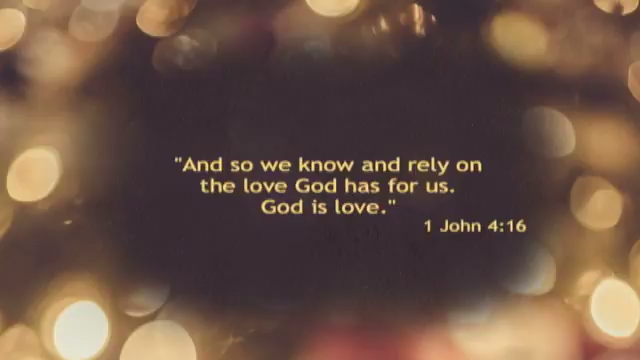 "And so we know and rely on
the love God has for us.
God is love."
1 John 4:16